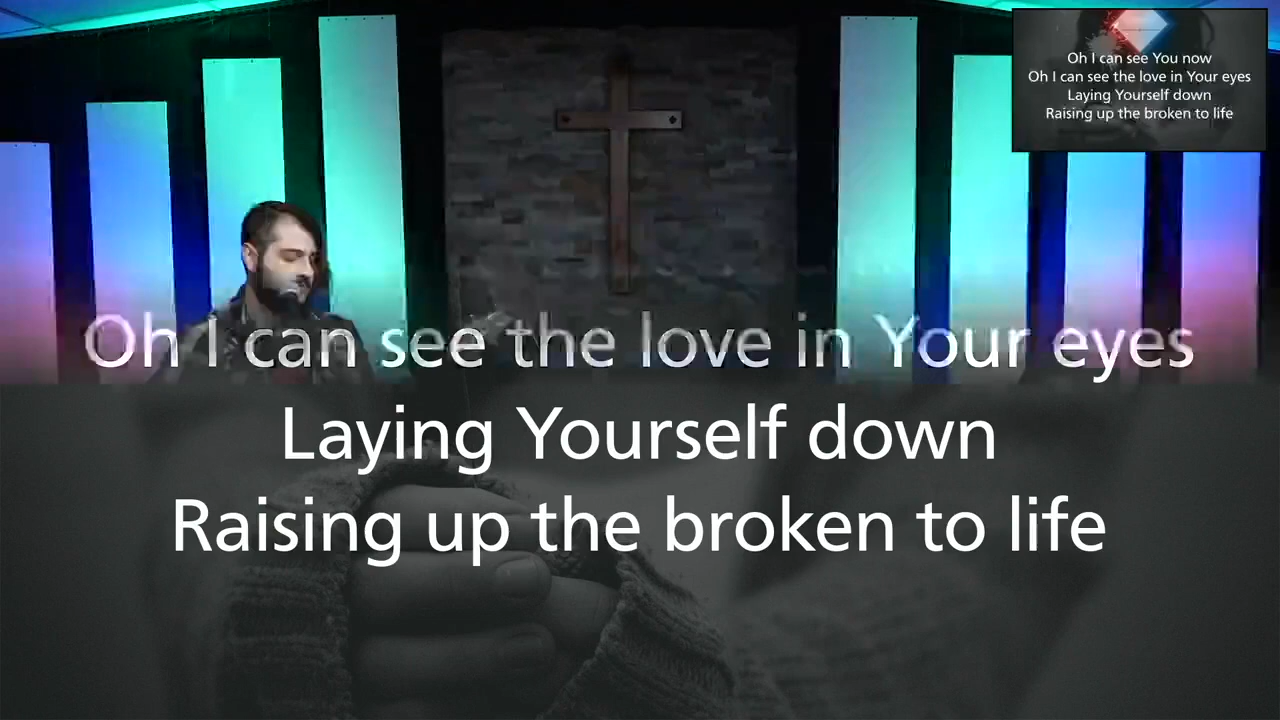 Oh I can see You now
Oh I can see the love in Your eyes
Laying Yourself down
Raising up the broken to life
Oh I can see the love in Your eyes
Laying Yourself down
Raising up the broken to life